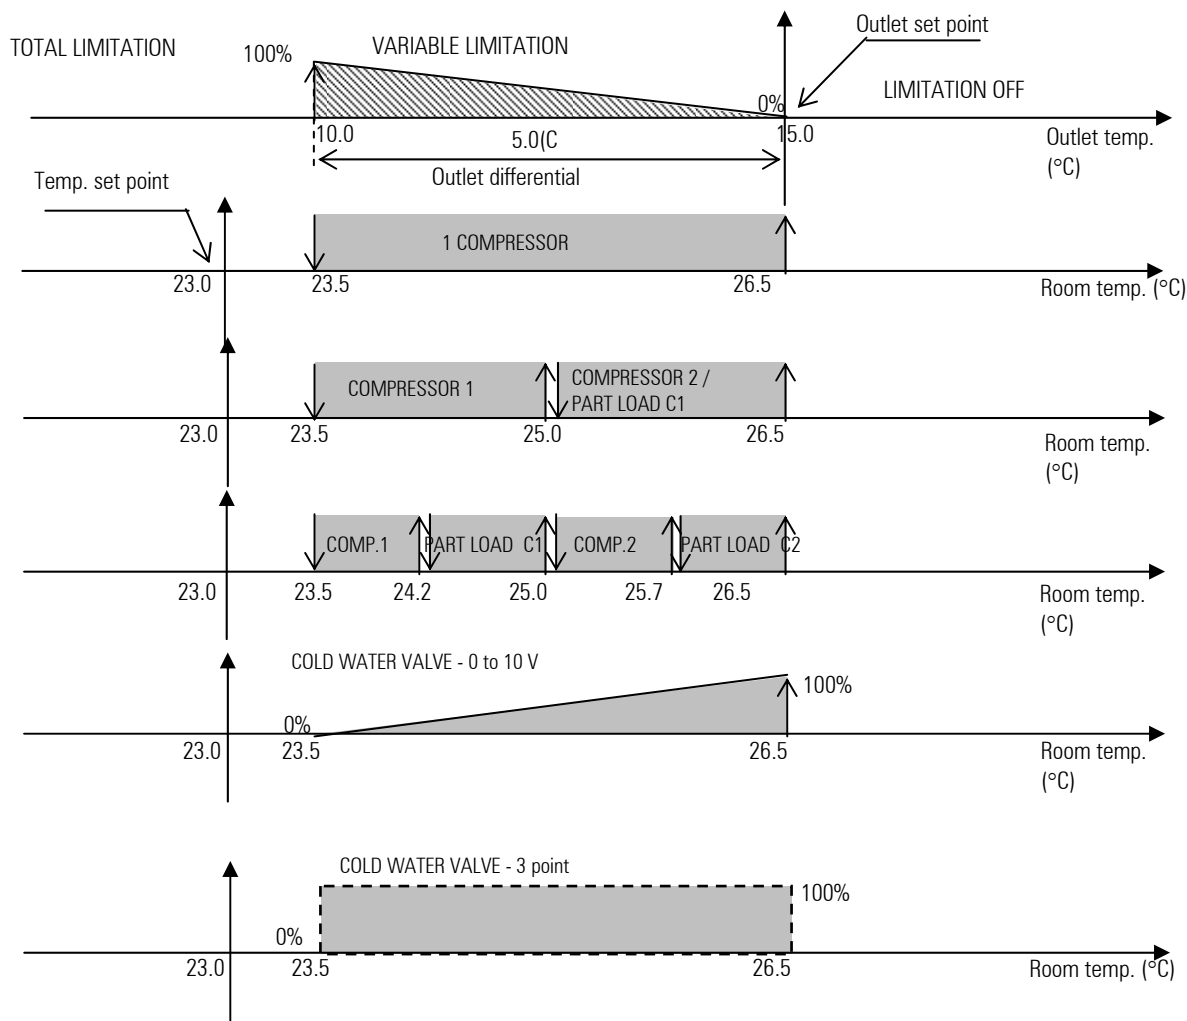 Outlet set point
TOTAL LIMITATION
100%
VARIABLE LIMITATION
0%
LIMITATION OFF
10.0
5.0(C
15.0
Outlet temp.
(°C)
Outlet differential
Temp. set point
1 COMPRESSOR
23.0
23.5
26.5
Room temp. (°C)
COMPRESSOR 1
COMPRESSOR 2 /
PART LOAD C1
23.0
23.5
25.0
26.5
Room temp.
(°C)
COMP.1
PART LOAD C1
COMP.2
PART LOAD C2
23.0
23.5
24.2
25.0
25.7
26.5
Room temp.
(°C)
COLD WATER VALVE - 0 to 10 V
100%
0%
23.0
23.5
26.5
Room temp.
(°C)
COLD WATER VALVE - 3 point
100%
0%
23.0
23.5
26.5
Room temp. (°C)